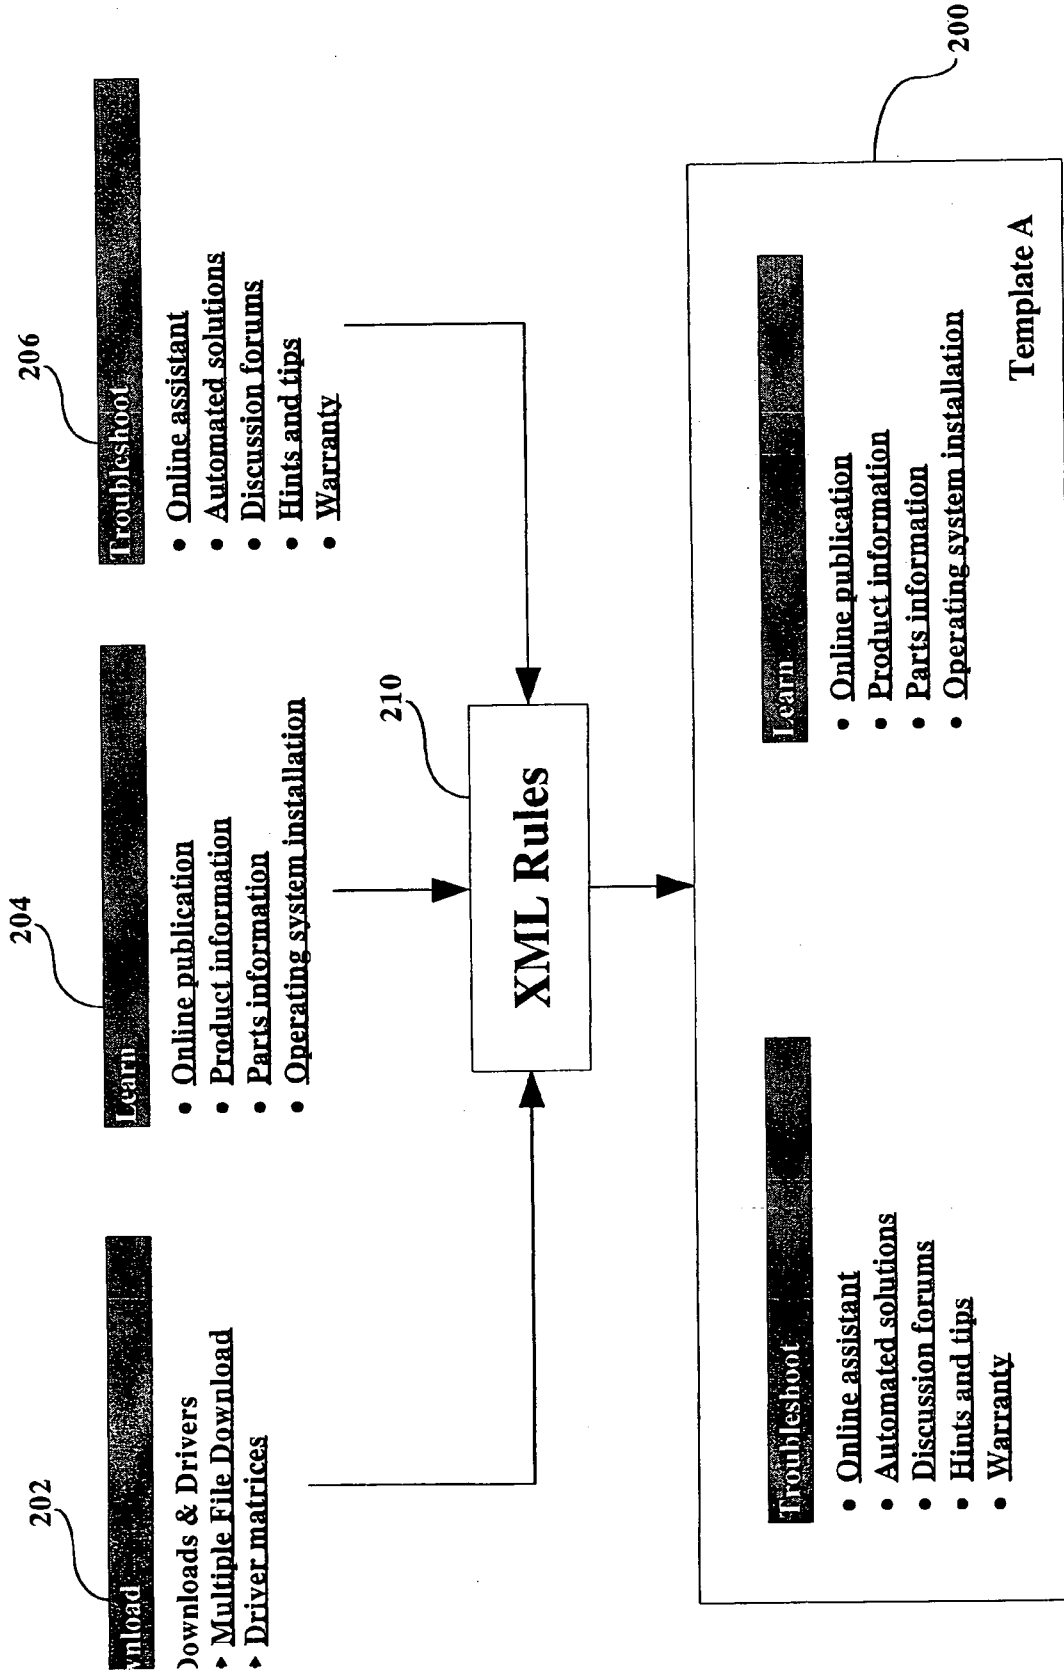 202
wnload
Downloads & Drivers
Multiple File Download
Driver matrices
204
Learn
Online publication
Product information
Parts information
Operating system installation
206
Troubleshoot
Online assistant
Automated solutions
Discussion forums
Hints and tips
Warranty
210
XML Rules
200
Troubleshoot
Online assistant
Automated solutions
Discussion forums
Hints and tips
Warranty
Learn
Online publication
Product information
Parts information
Operating system installation
Template A